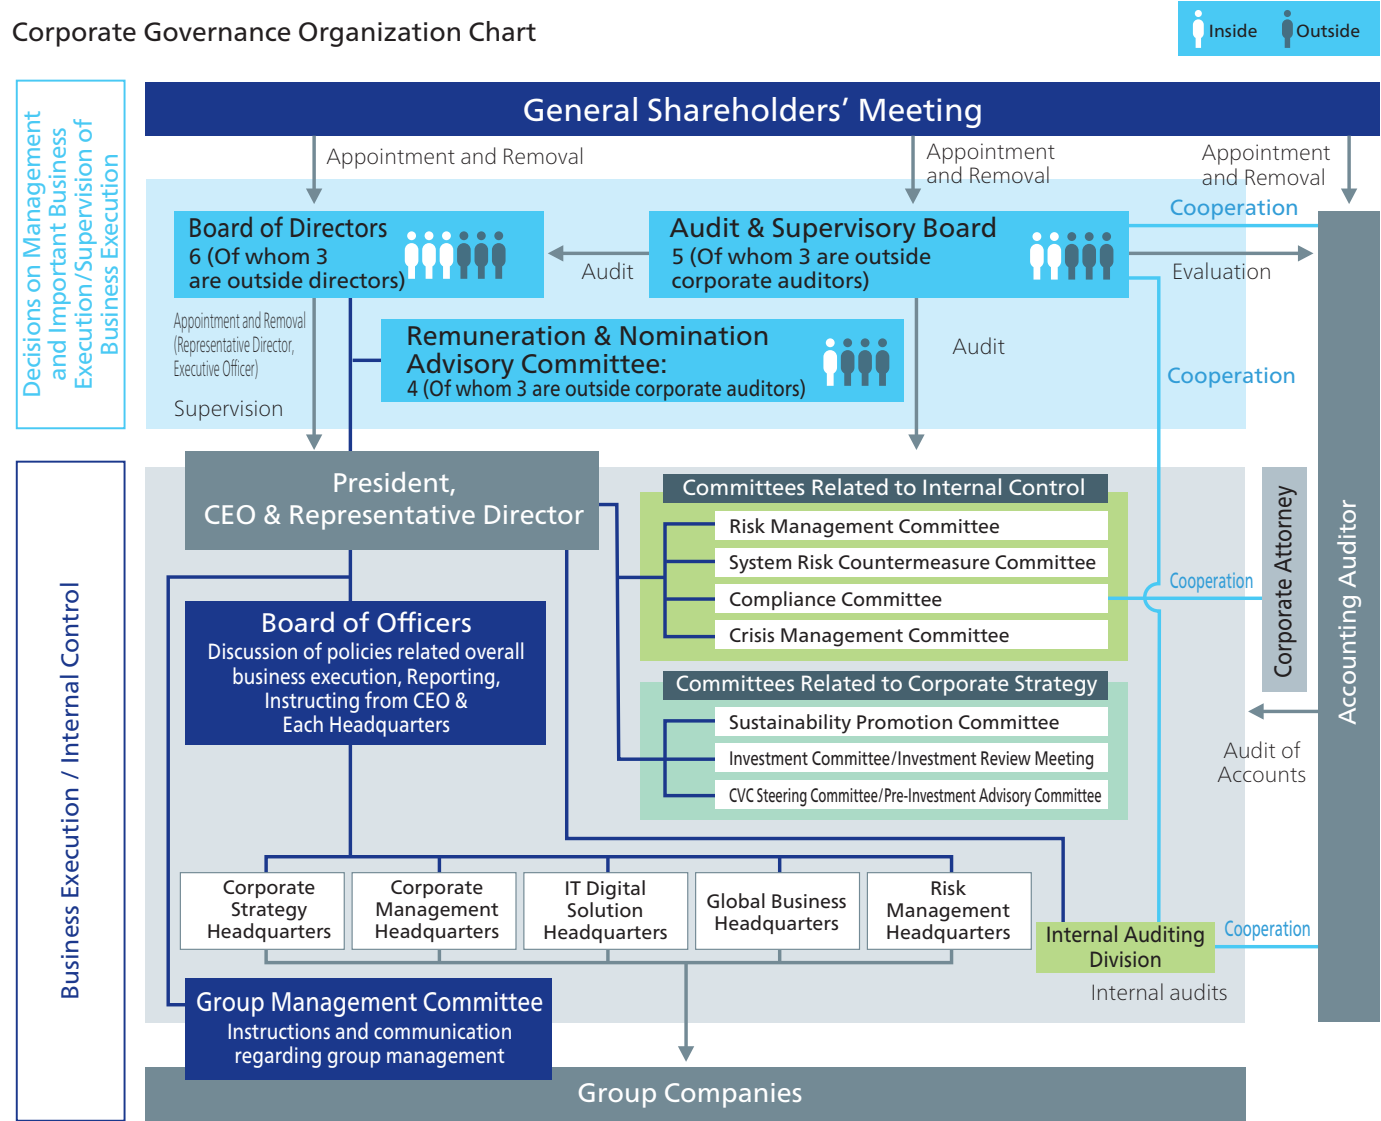 Corporate Governance Organization Chart
Inside
Outside
Decisions on Management
and Important Business
Execution/Supervision of
Business Execution
General Shareholders' Meeting
Appointment and Removal
Appointment
and Removal
Appointment
and Removal
Cooperation
Board of Directors
6 (Of whom 3
are outside directors)
Audit
Audit & Supervisory Board
5 (Of whom 3 are outside
corporate auditors)
Evaluation
Appointment and Removal
(Representative Director,
Executive Officer)
Supervision
Remuneration & Nomination
Advisory Committee:
4 (Of whom 3 are outside corporate auditors)
Audit
Cooperation
Business Execution / Internal Control
President,
CEO & Representative Director
Committees Related to Internal Control
Risk Management Committee
System Risk Countermeasure Committee
Compliance Committee
Crisis Management Committee
Cooperation
Corporate Attorney
Accounting Auditor
Board of Officers
Discussion of policies related overall
business execution, Reporting,
Instructing from CEO &
Each Headquarters
Committees Related to Corporate Strategy
Sustainability Promotion Committee
Investment Committee/Investment Review Meeting
CVC Steering Committee/Pre-Investment Advisory Committee
Audit of
Accounts
Corporate
Strategy
Headquarters
Corporate
Management
Headquarters
IT Digital
Solution
Headquarters
Global Business
Headquarters
Risk
Management
Headquarters
Internal Auditing
Division
Cooperation
Internal audits
Group Management Committee
Instructions and communication
regarding group management
Group Companies